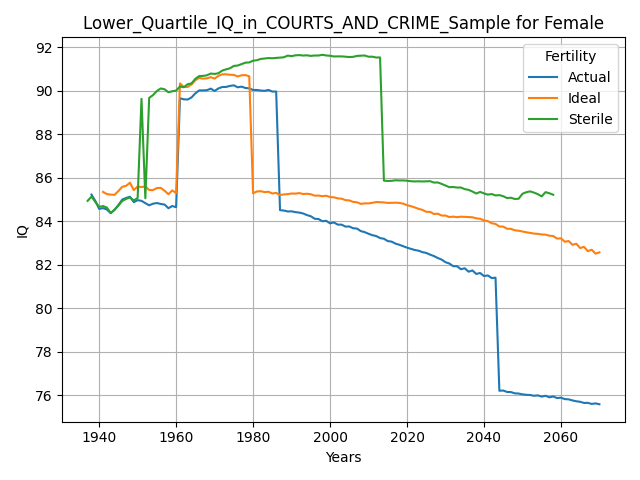 Lower_Quartile_IQ_in_COURTS_AND_CRIME_Sample for Female
92
90
88
86
84
82
80
78
76
IQ
1940
1960
1980
2000
2020
2040
2060
Years
Fertility
Actual
Ideal
Sterile